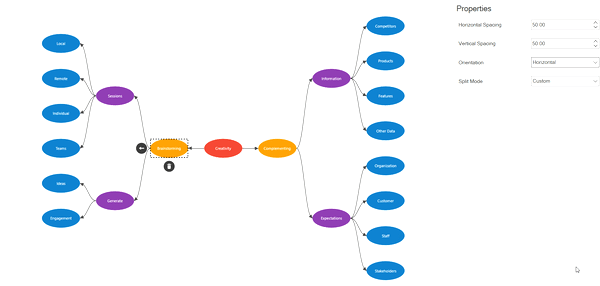 Properties
Horizontal Spacing
50.00
Vertical Spacing
50.00
Orientation
Horizontal
Split Mode
Custom
Local
Remote
Individual
Teams
Ideas
Engagement
Sessions
Generate
Brainstorming
Creativity
Complementing
Information
Expectations
Competitors
Products
Features
Other Data
Organization
Customer
Staff
Stakeholders